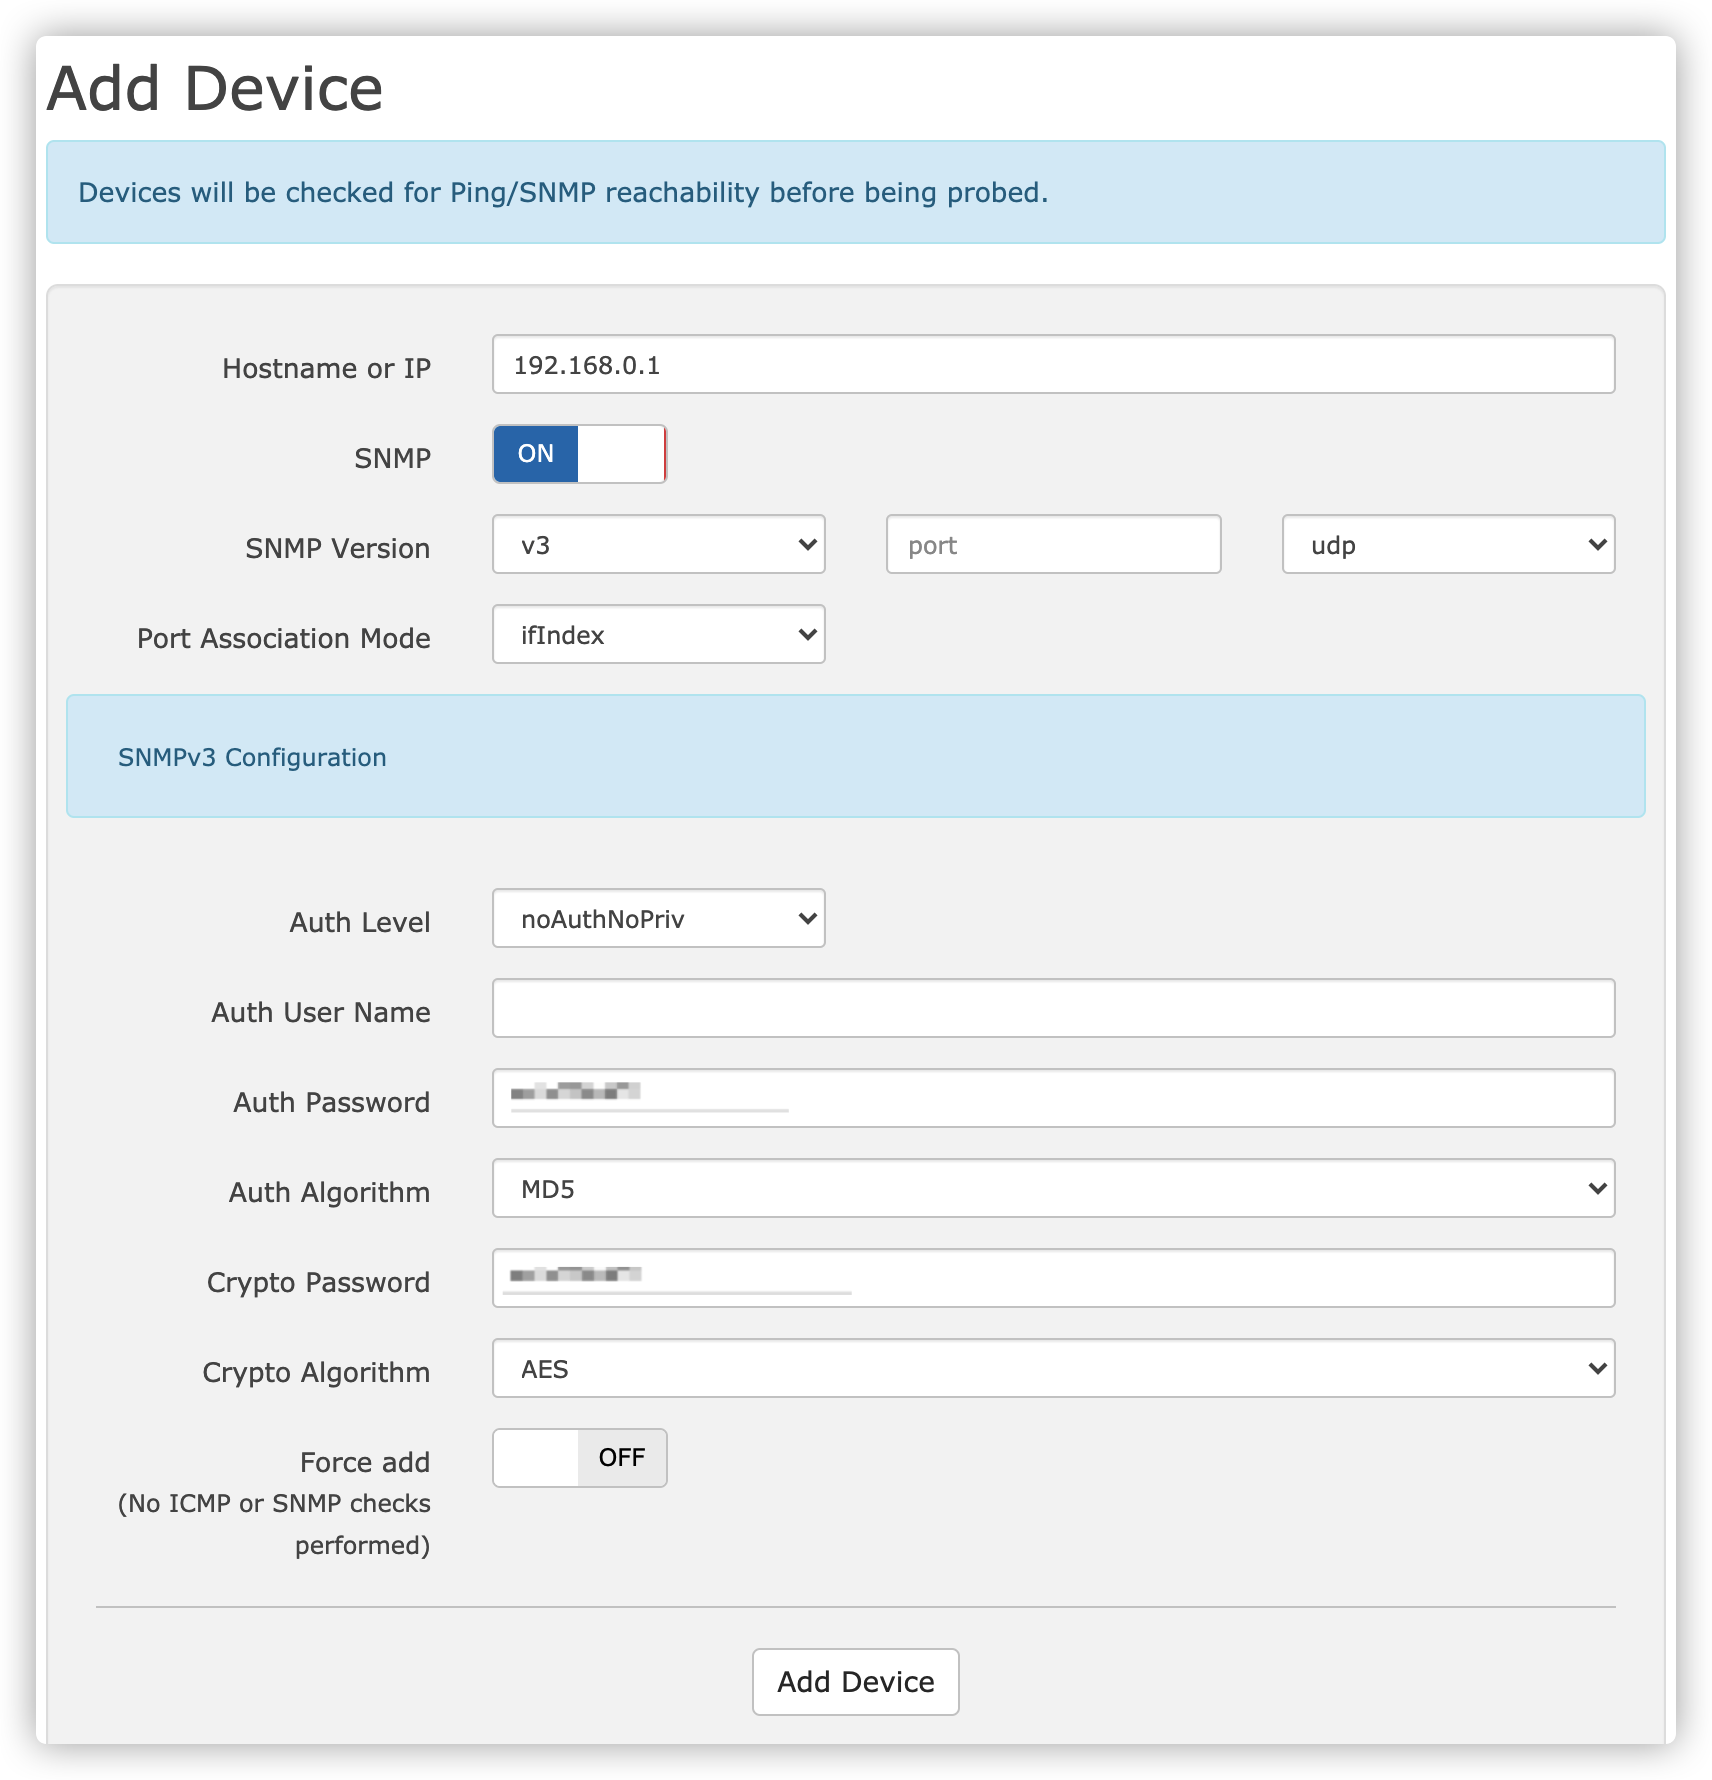 Add Device
Devices will be checked for Ping/SNMP reachability before being probed.
Hostname or IP 192.168.0.1
SNMP ON
SNMP Version v3 port udp
Port Association Mode ifIndex
SNMPv3 Configuration
Auth Level noAuthNoPriv
Auth User Name
Auth Password
Auth Algorithm MD5
Crypto Password
Crypto Algorithm AES
Force add OFF
(No ICMP or SNMP checks
performed)
Add Device